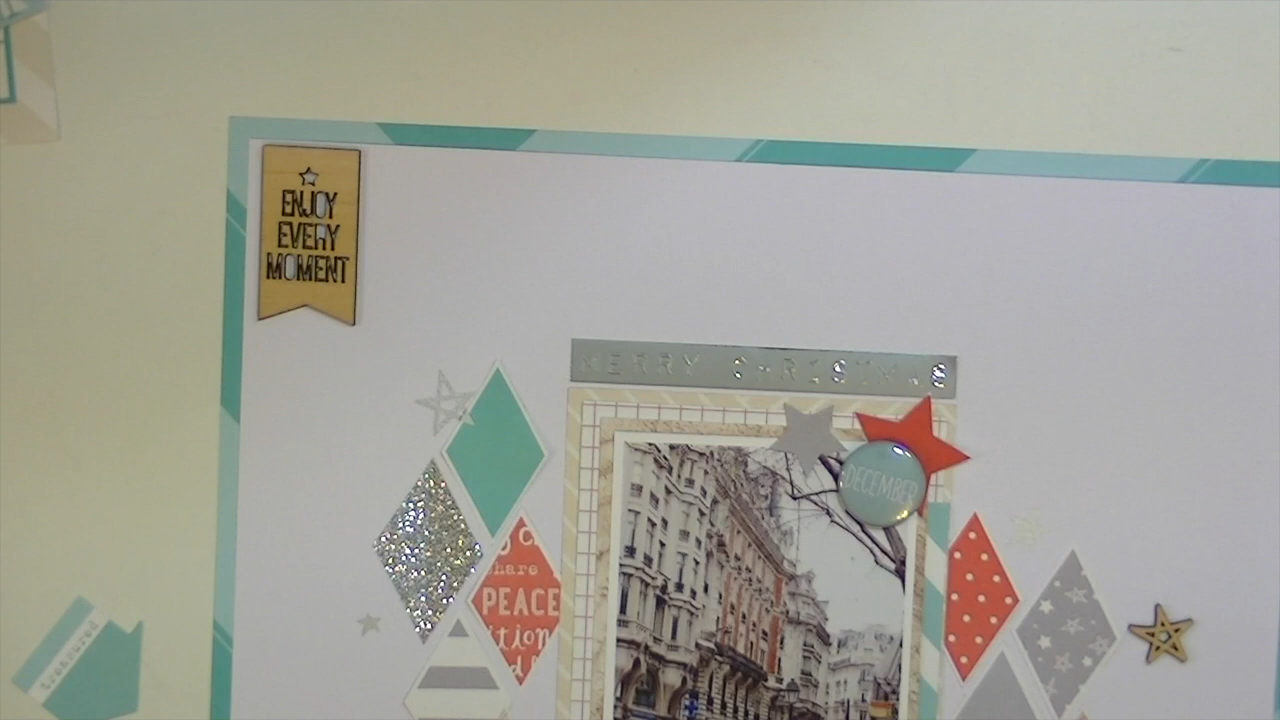 ENJOY
EVERY
MOMENT
MERRY CHRISTMAS
DECEMBER
share
PEACE
treasured